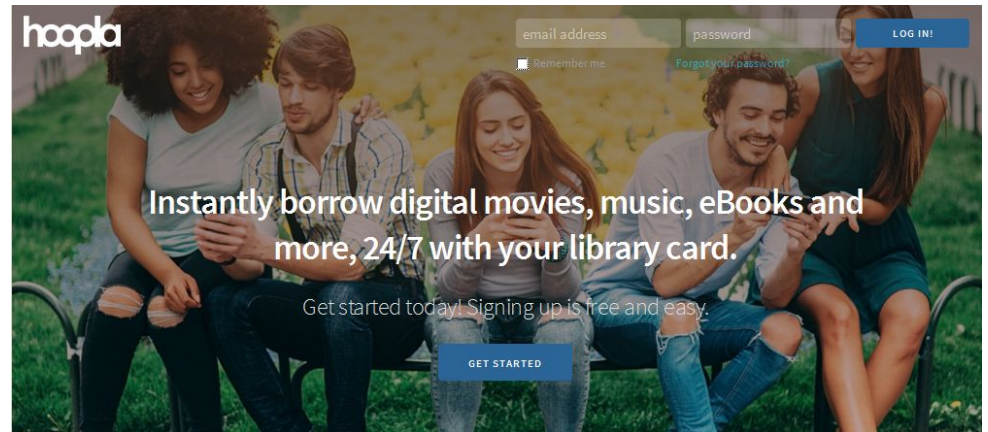 hoopla
email address
password
LOG IN!
Remember me
Forgot your password?
Instantly borrow digital movies, music, eBooks and
more, 24/7 with your library card.
Get started today! Signing up is free and easy.
GET STARTED